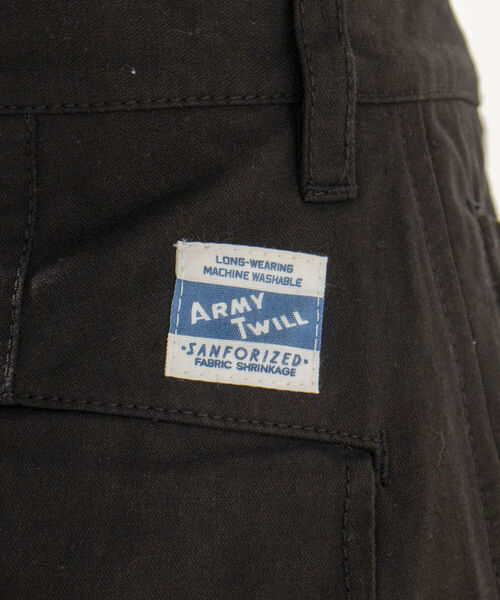 LONG-WEARING
MACHINE WASHABLE
ARMY
TWILL
•SANFORIZED•
FABRIC SHRINKAGE